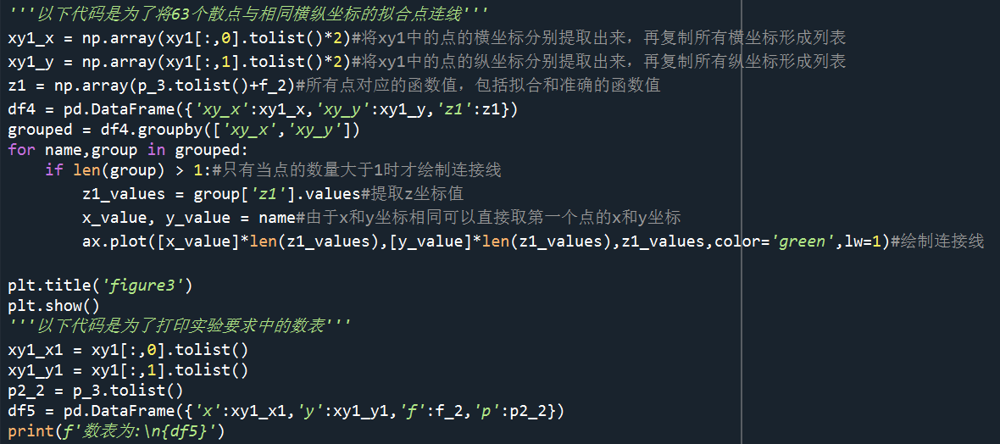 '''以下代码是为了将63个散点与相同横纵坐标的拟合点连线'''
xy1_x = np.array(xy1[:,0].tolist()*2)#将xy1中的点的横坐标分别提取出来，再复制所有横坐标形成列表
xy1_y = np.array(xy1[:,1].tolist()*2)#将xy1中的点的纵坐标分别提取出来，再复制所有纵坐标形成列表
z1 = np.array(p_3.tolist()+f_2)#所有点对应的函数值，包括拟合和准确的函数值
df4 = pd.DataFrame({'xy_x':xy1_x,'xy_y':xy1_y,'z1':z1})
grouped = df4.groupby(['xy_x','xy_y'])
for name,group in grouped:
    if len(group) > 1:#只有当点的数量大于1时才绘制连接线
        z1_values = group['z1'].values#提取z坐标值
        x_value, y_value = name#由于x和y坐标相同可以直接取第一个点的x和y坐标
        ax.plot([x_value]*len(z1_values),[y_value]*len(z1_values),z1_values,color='green',lw=1)#绘制连接线
plt.title('figure3')
plt.show()
'''以下代码是为了打印实验要求中的数表'''
xy1_x1 = xy1[:,0].tolist()
xy1_y1 = xy1[:,1].tolist()
p2_2 = p_3.tolist()
df5 = pd.DataFrame({'x':xy1_x1,'y':xy1_y1,'f':f_2,'p':p2_2})
print(f'数表为:\n{df5}')